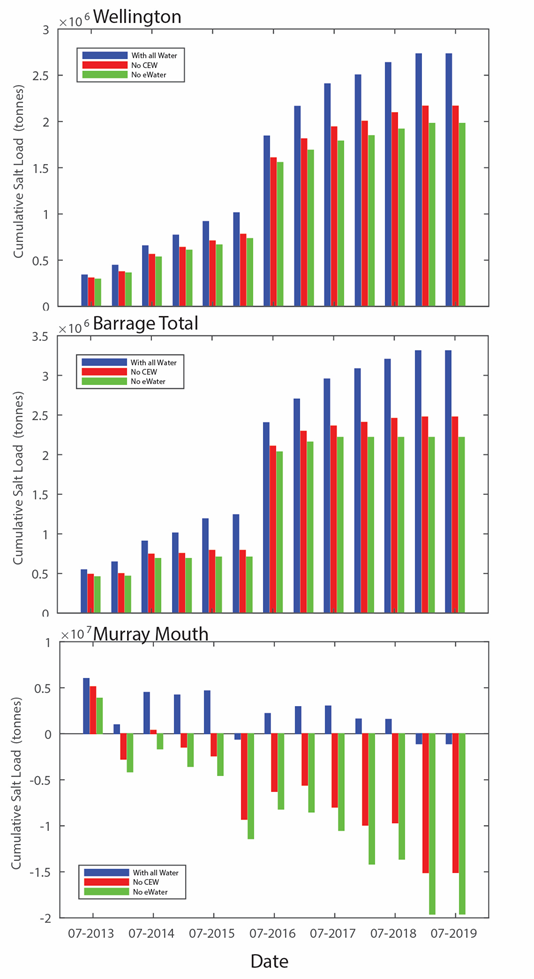 ×10⁶ Wellington
3
2.5
2
1.5
1
0.5
0
Cumulative Salt Load (tonnes)
With all Water
No CEW
No eWater
×10⁶ Barrage Total
3.5
3
2.5
2
1.5
1
0.5
0
Cumulative Salt Load (tonnes)
With all Water
No CEW
No eWater
×10⁷ Murray Mouth
1
0.5
0
-0.5
-1
-1.5
-2
Cumulative Salt Load (tonnes)
With all Water
No CEW
No eWater
07-2013 07-2014 07-2015 07-2016 07-2017 07-2018 07-2019
Date